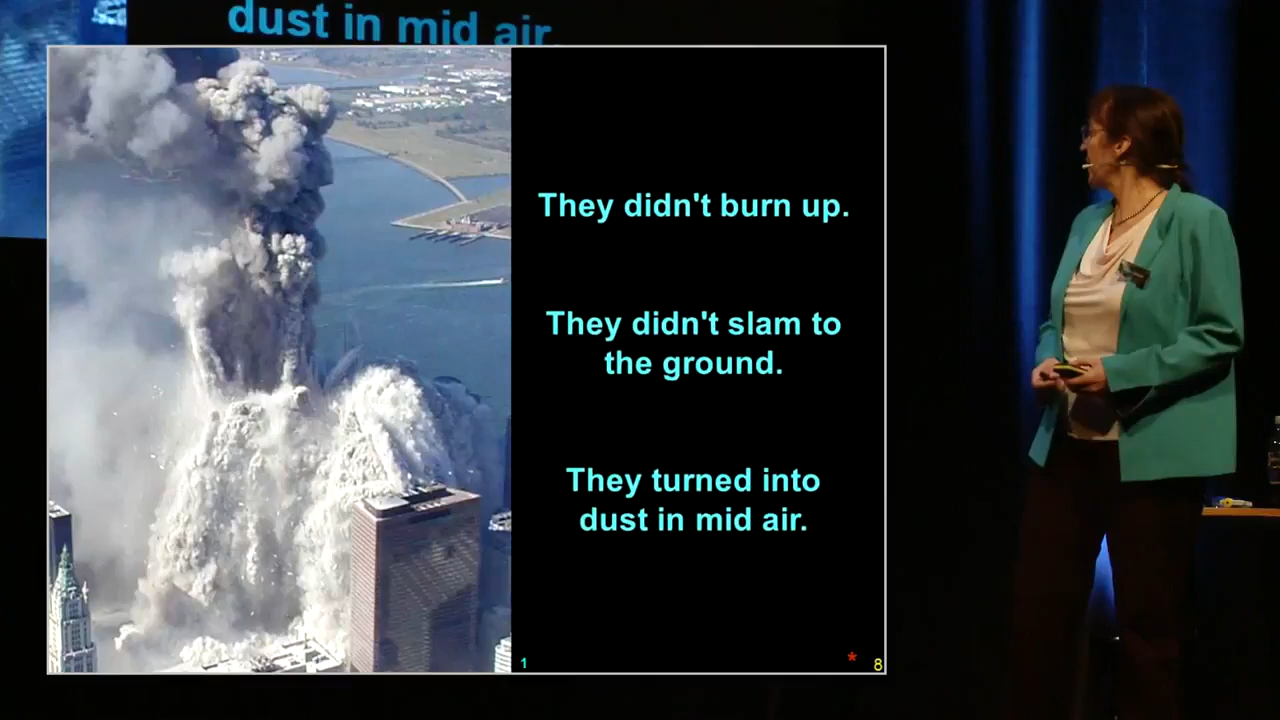 dust in mid air.
They didn't burn up.
They didn't slam to
the ground.
They turned into
dust in mid air.
1
* 8